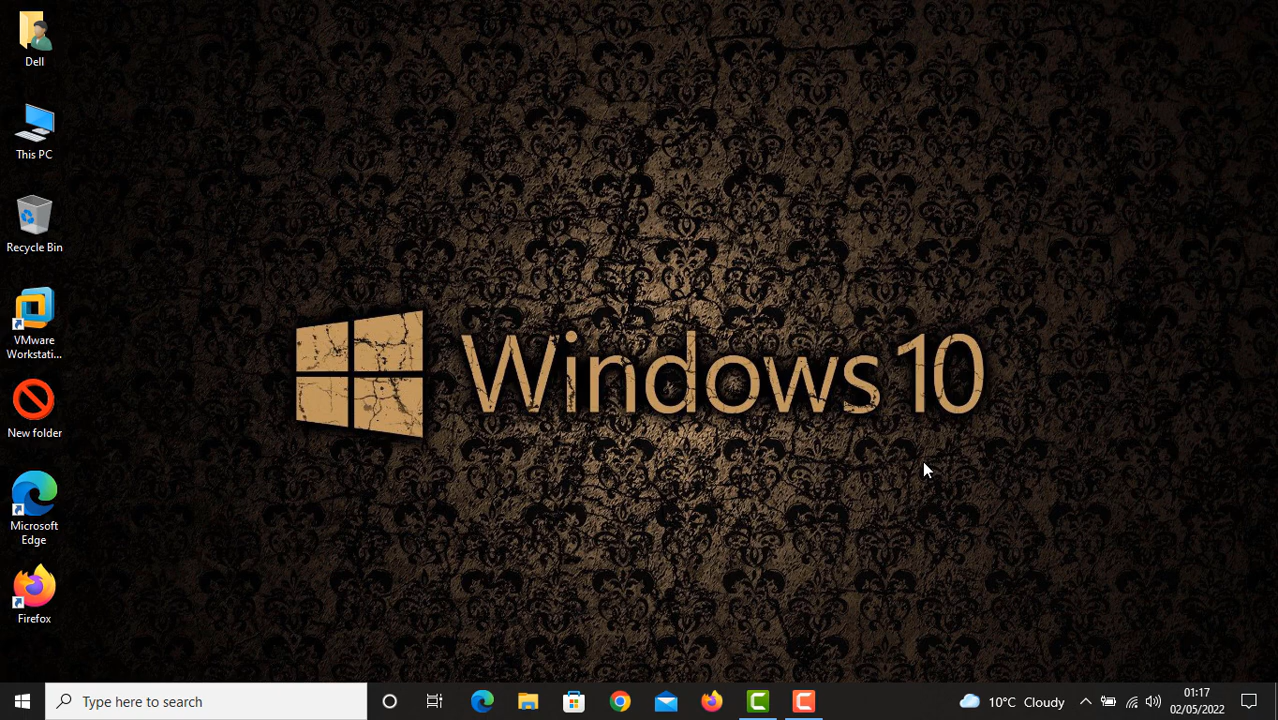 Dell
This PC
Recycle Bin
VMware
Workstati...
New folder
Microsoft
Edge
Firefox
Windows 10
Type here to search
10°C Cloudy
01:17
02/05/2022